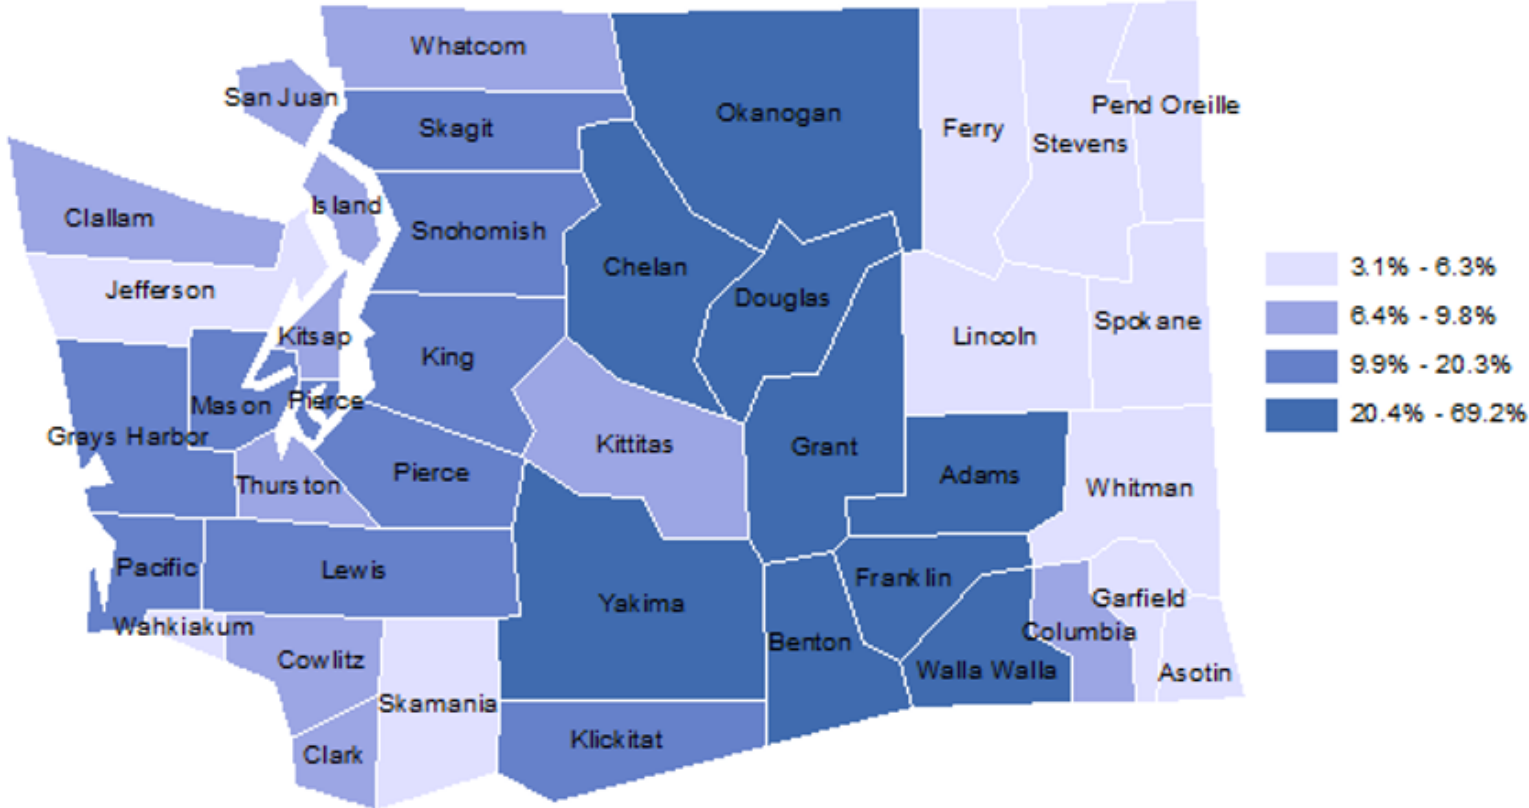 Whatcom
San Juan
Skagit
Okanogan
Ferry
Stevens
Pend Oreille
Clallam
Island
Snohomish
Chelan
Douglas
Jefferson
Kitsap
King
Lincoln
Spokane
Mason
Pierce
Grays Harbor
Thurston
Pierce
Kittitas
Grant
Adams
Whitman
Pacific
Lewis
Yakima
Benton
Franklin
Garfield
Columbia
Wahkiakum
Cowlitz
Skamania
Walla Walla
Asotin
Clark
Klickitat
3.1% - 6.3%
6.4% - 9.8%
9.9% - 20.3%
20.4% - 69.2%